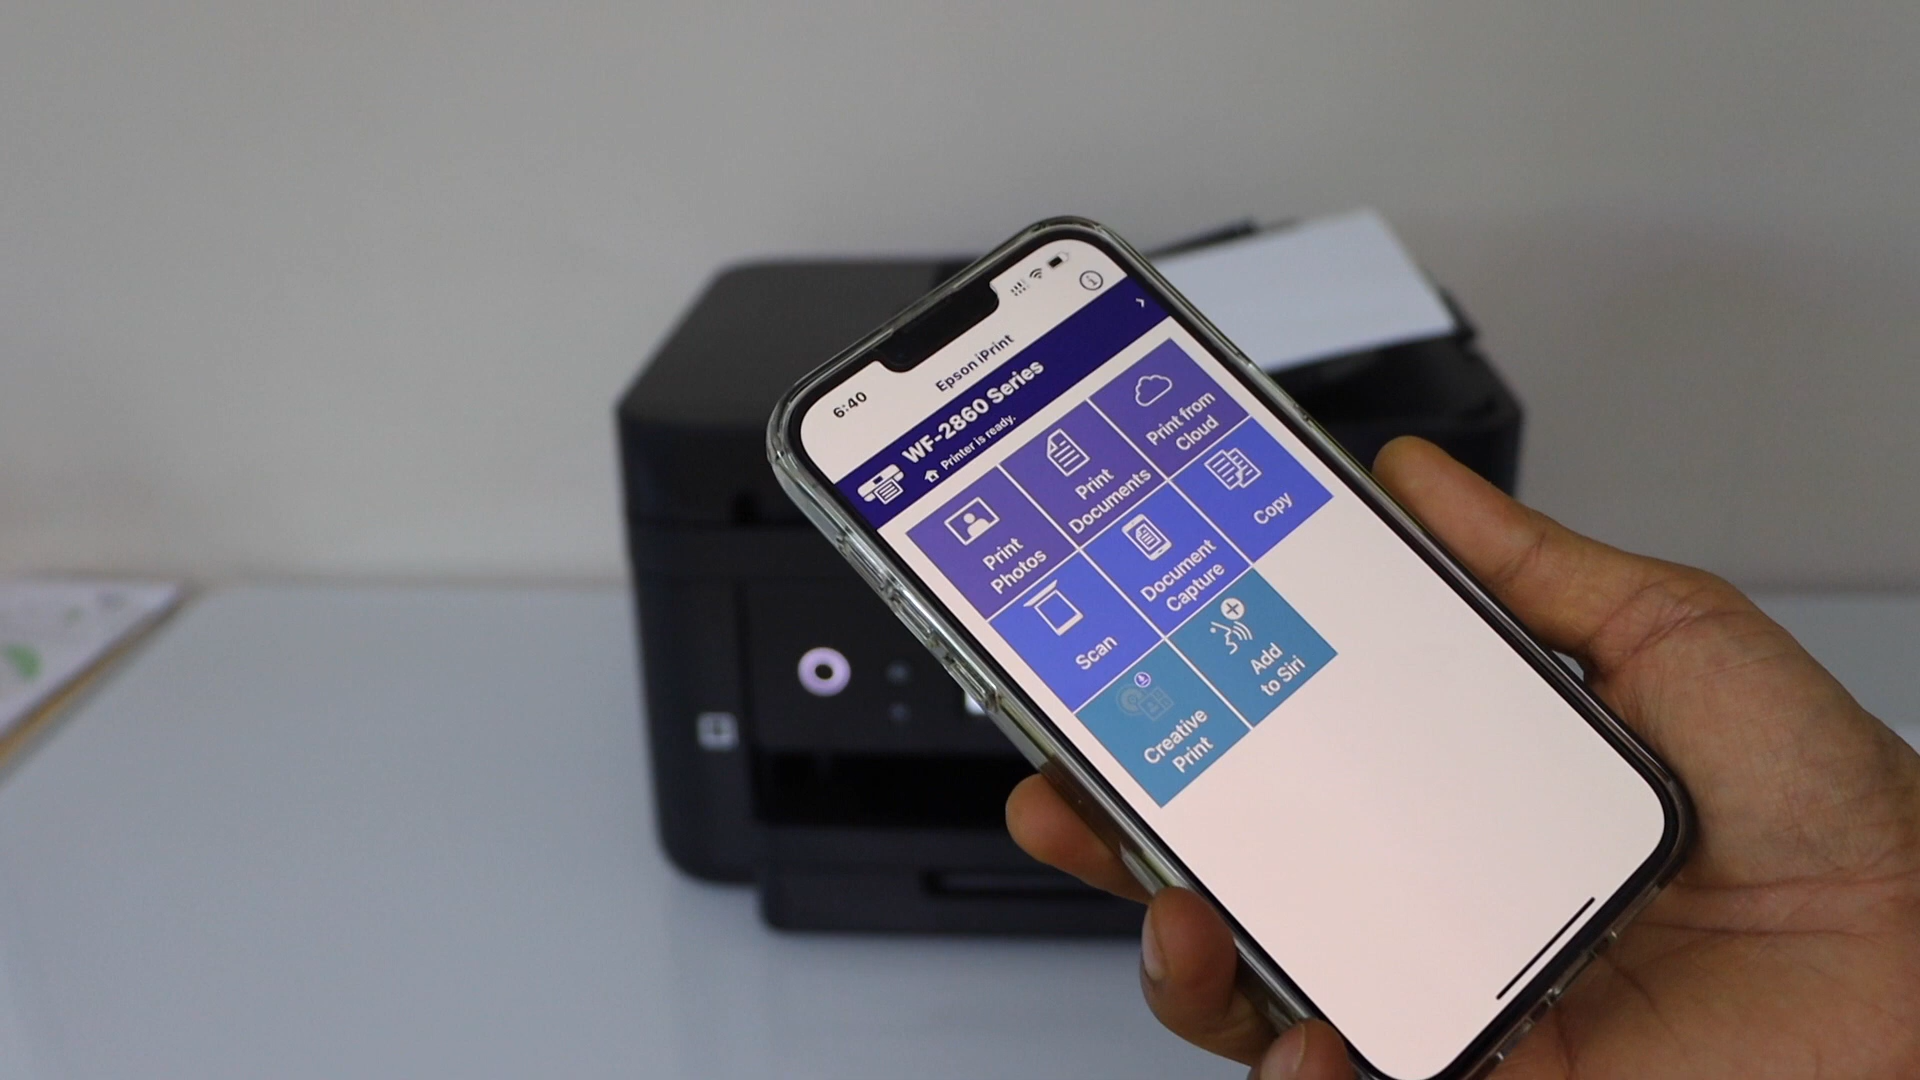 6:40
Epson iPrint
WF-2860 Series
Printer is ready.
Print
Photos
Print
Documents
Print from
Cloud
Scan
Document
Capture
Copy
Creative
Print
Add
to Siri